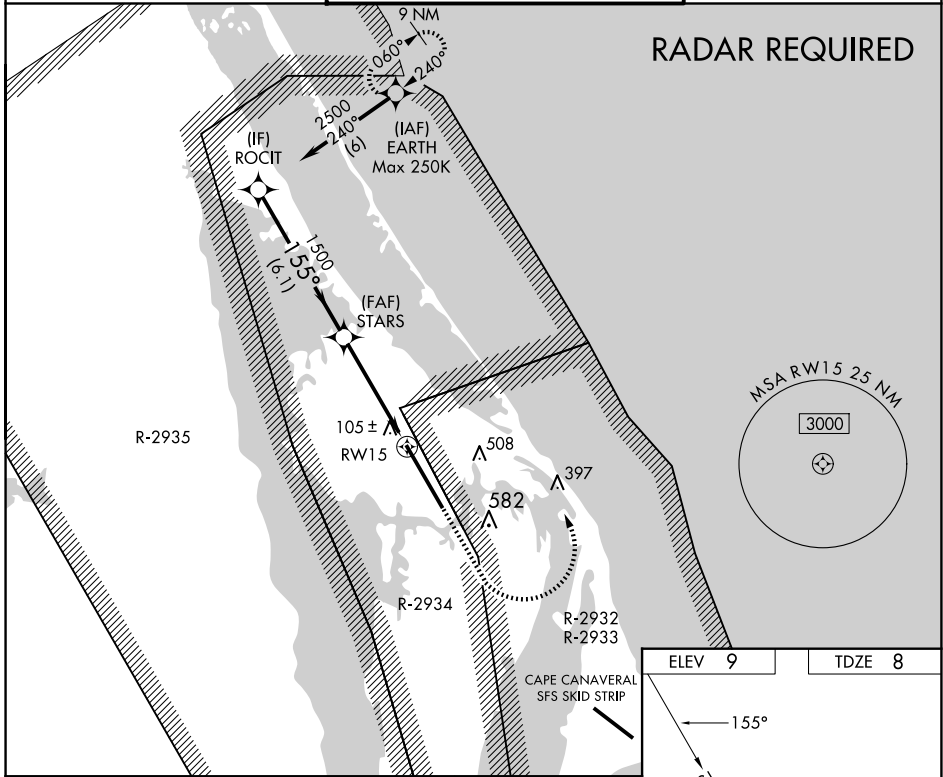 9 NM
RADAR REQUIRED
060°
240°
2500
240°
(6)
(IAF)
EARTH
Max 250K
(IF)
ROCIT
1500
155°
(6.1)
(FAF)
STARS
MSA RW15 25 NM
3000
105 ±
RW15
R-2935
508
397
582
R-2934
R-2932
R-2933
CAPE CANAVERAL
SFS SKID STRIP
ELEV 9
TDZE 8
155°